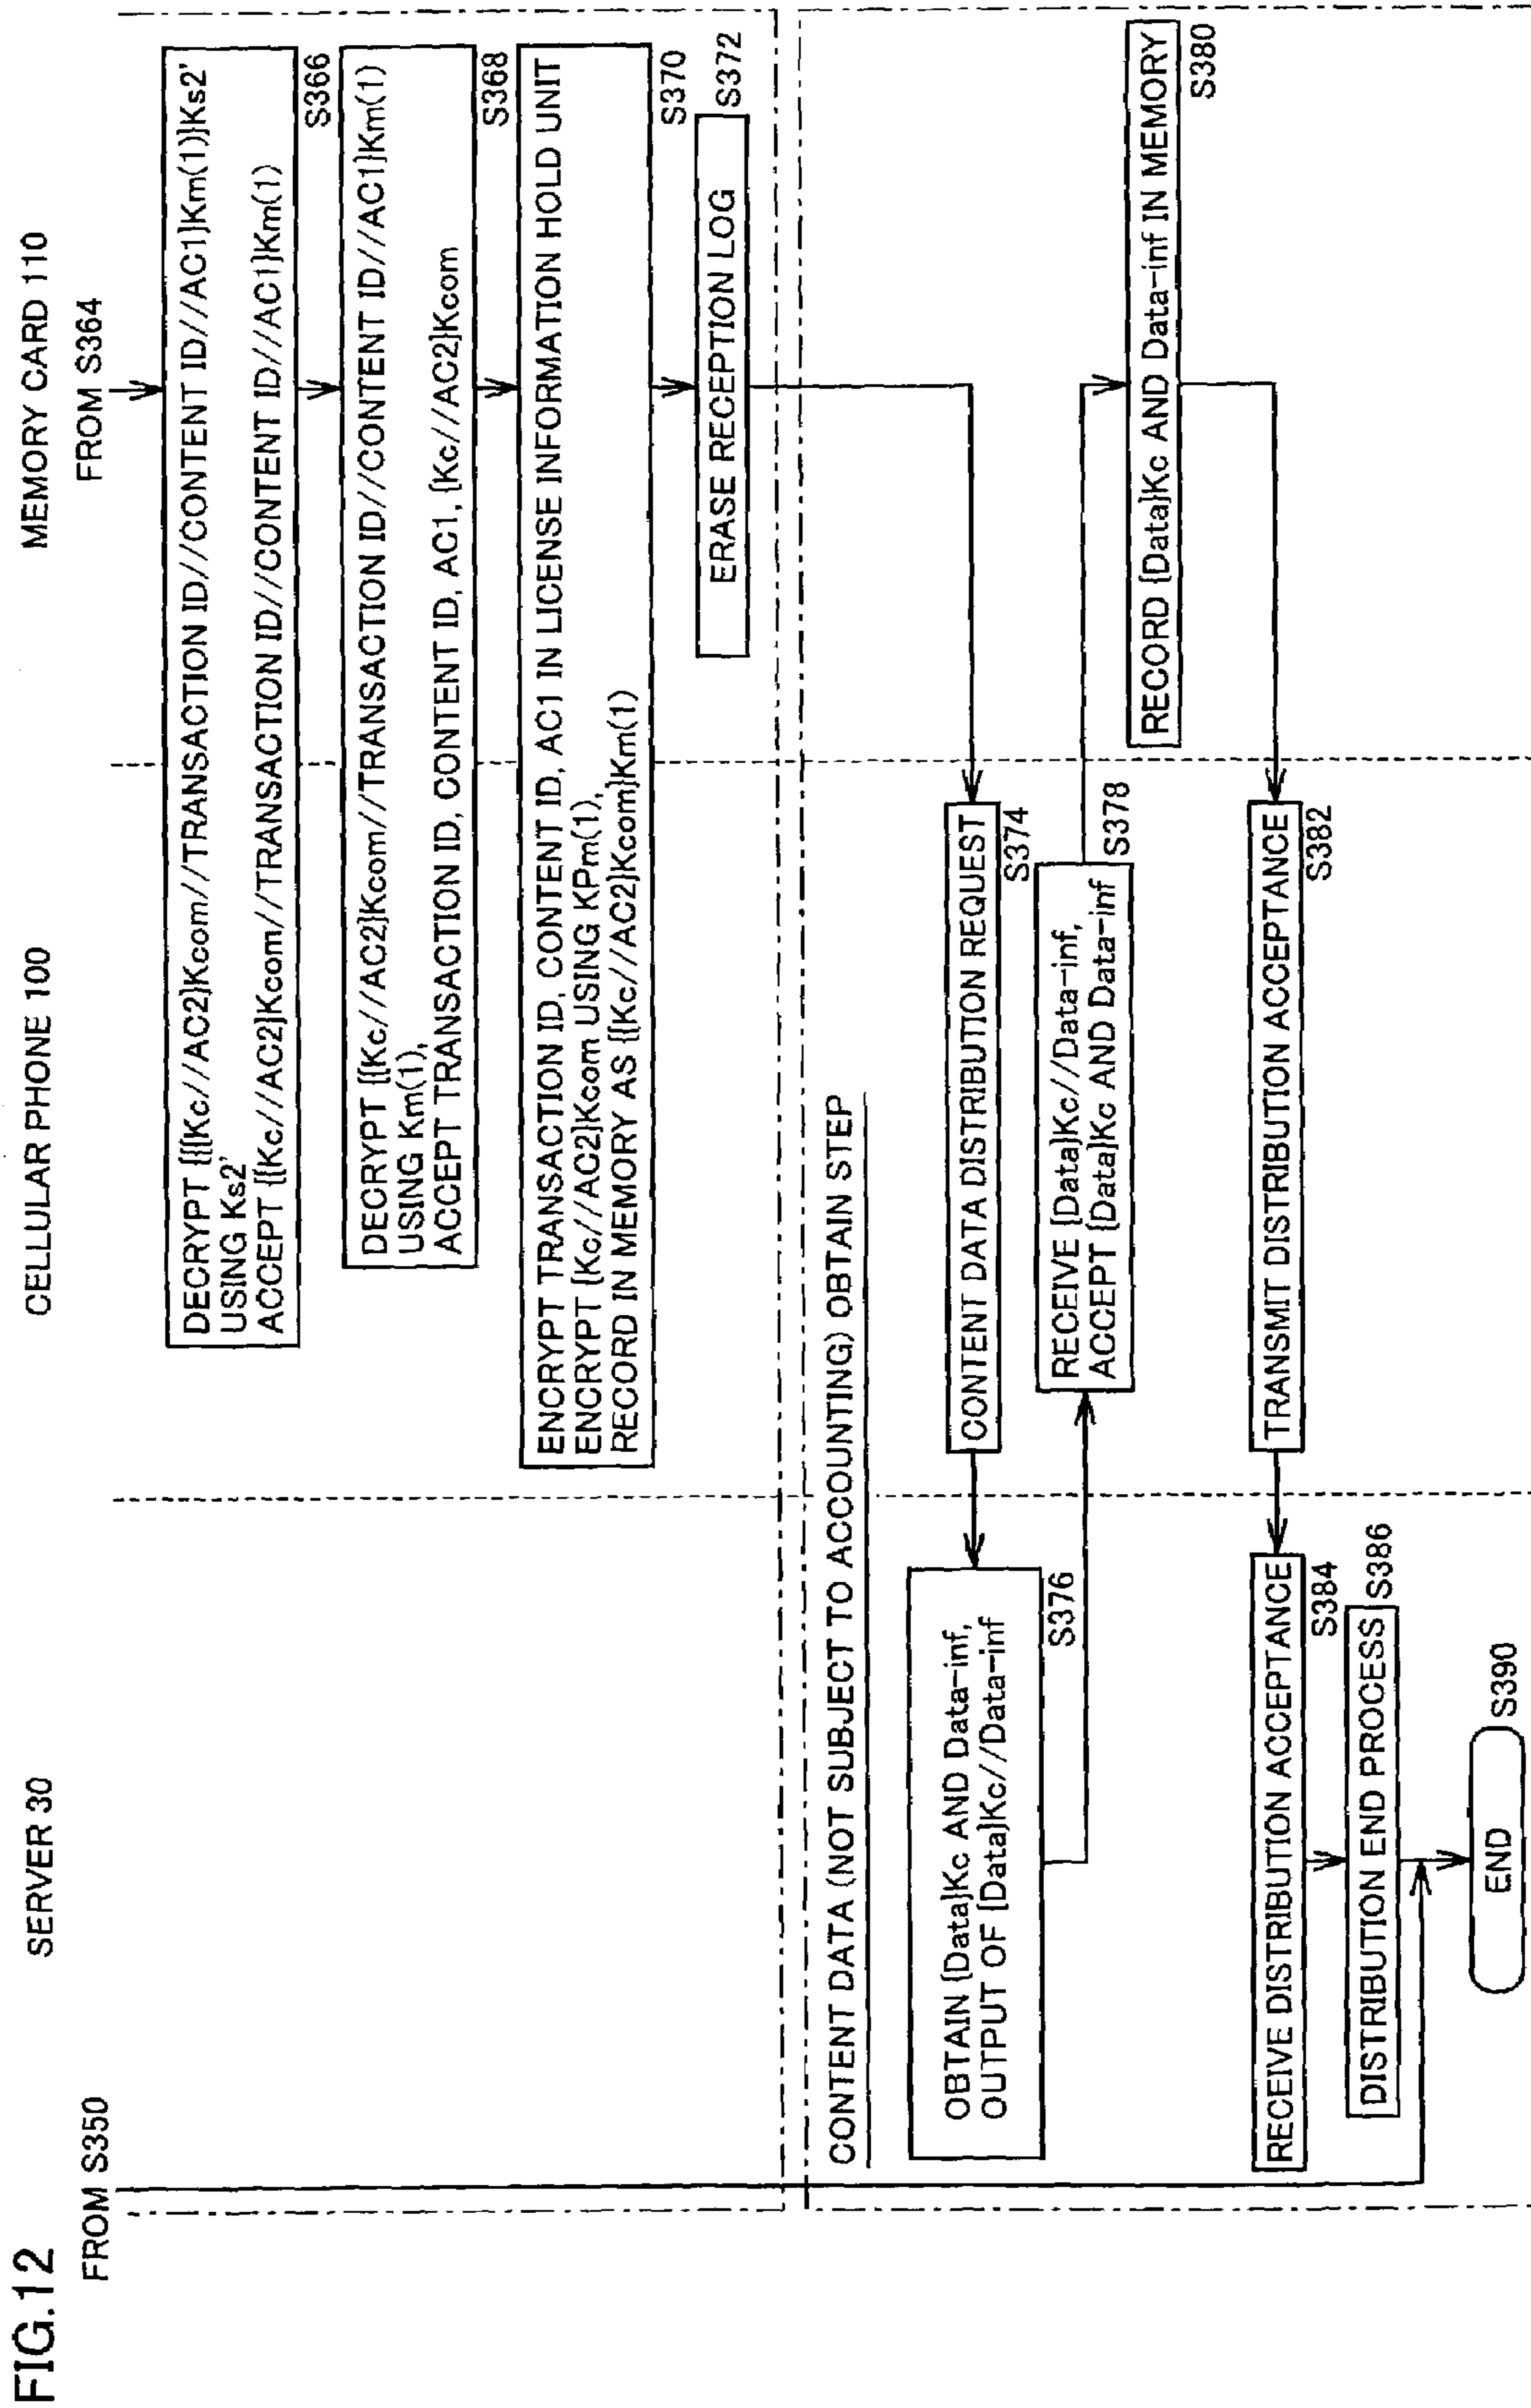 FIG.12
SERVER 30
CELLULAR PHONE 100
MEMORY CARD 110
FROM S350
FROM S364
DECRYPT {{{Kc//AC2}Kcom//TRANSACTION ID//CONTENT ID//AC1}Km(1)}Ks2'
USING Ks2'
ACCEPT {{Kc//AC2}Kcom//TRANSACTION ID//CONTENT ID//AC1}Km(1)
S366
DECRYPT {{Kc//AC2}Kcom//TRANSACTION ID//CONTENT ID//AC1}Km(1)
USING Km(1),
ACCEPT TRANSACTION ID, CONTENT ID, AC1, {Kc//AC2}Kcom
S368
ENCRYPT TRANSACTION ID, CONTENT ID, AC1 IN LICENSE INFORMATION HOLD UNIT
ENCRYPT {Kc//AC2}Kcom USING KPm(1),
RECORD IN MEMORY AS {{Kc//AC2}Kcom}Km(1)
S370
ERASE RECEPTION LOG
S372
CONTENT DATA (NOT SUBJECT TO ACCOUNTING) OBTAIN STEP
CONTENT DATA DISTRIBUTION REQUEST
S374
OBTAIN {Data}Kc AND Data-inf,
OUTPUT OF {Data}Kc//Data-inf
S376
RECEIVE {Data}Kc//Data-inf,
ACCEPT {Data}Kc AND Data-inf
S378
RECORD {Data}Kc AND Data-inf IN MEMORY
S380
TRANSMIT DISTRIBUTION ACCEPTANCE
S382
RECEIVE DISTRIBUTION ACCEPTANCE
S384
DISTRIBUTION END PROCESS
S386
END
S390